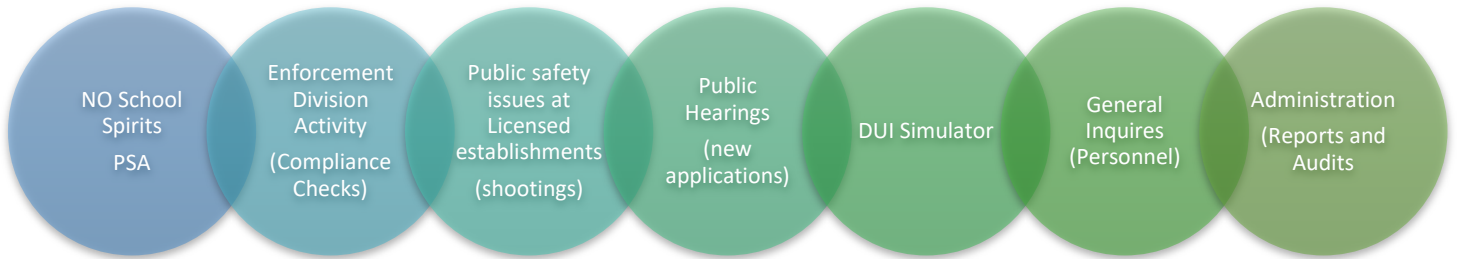 NO School
Spirits
PSA
Enforcement
Division
Activity
(Compliance
Checks)
Public safety
issues at
Licensed
establishments
(shootings)
Public
Hearings
(new
applications)
DUI Simulator
General
Inquires
(Personnel)
Administration
(Reports and
Audits